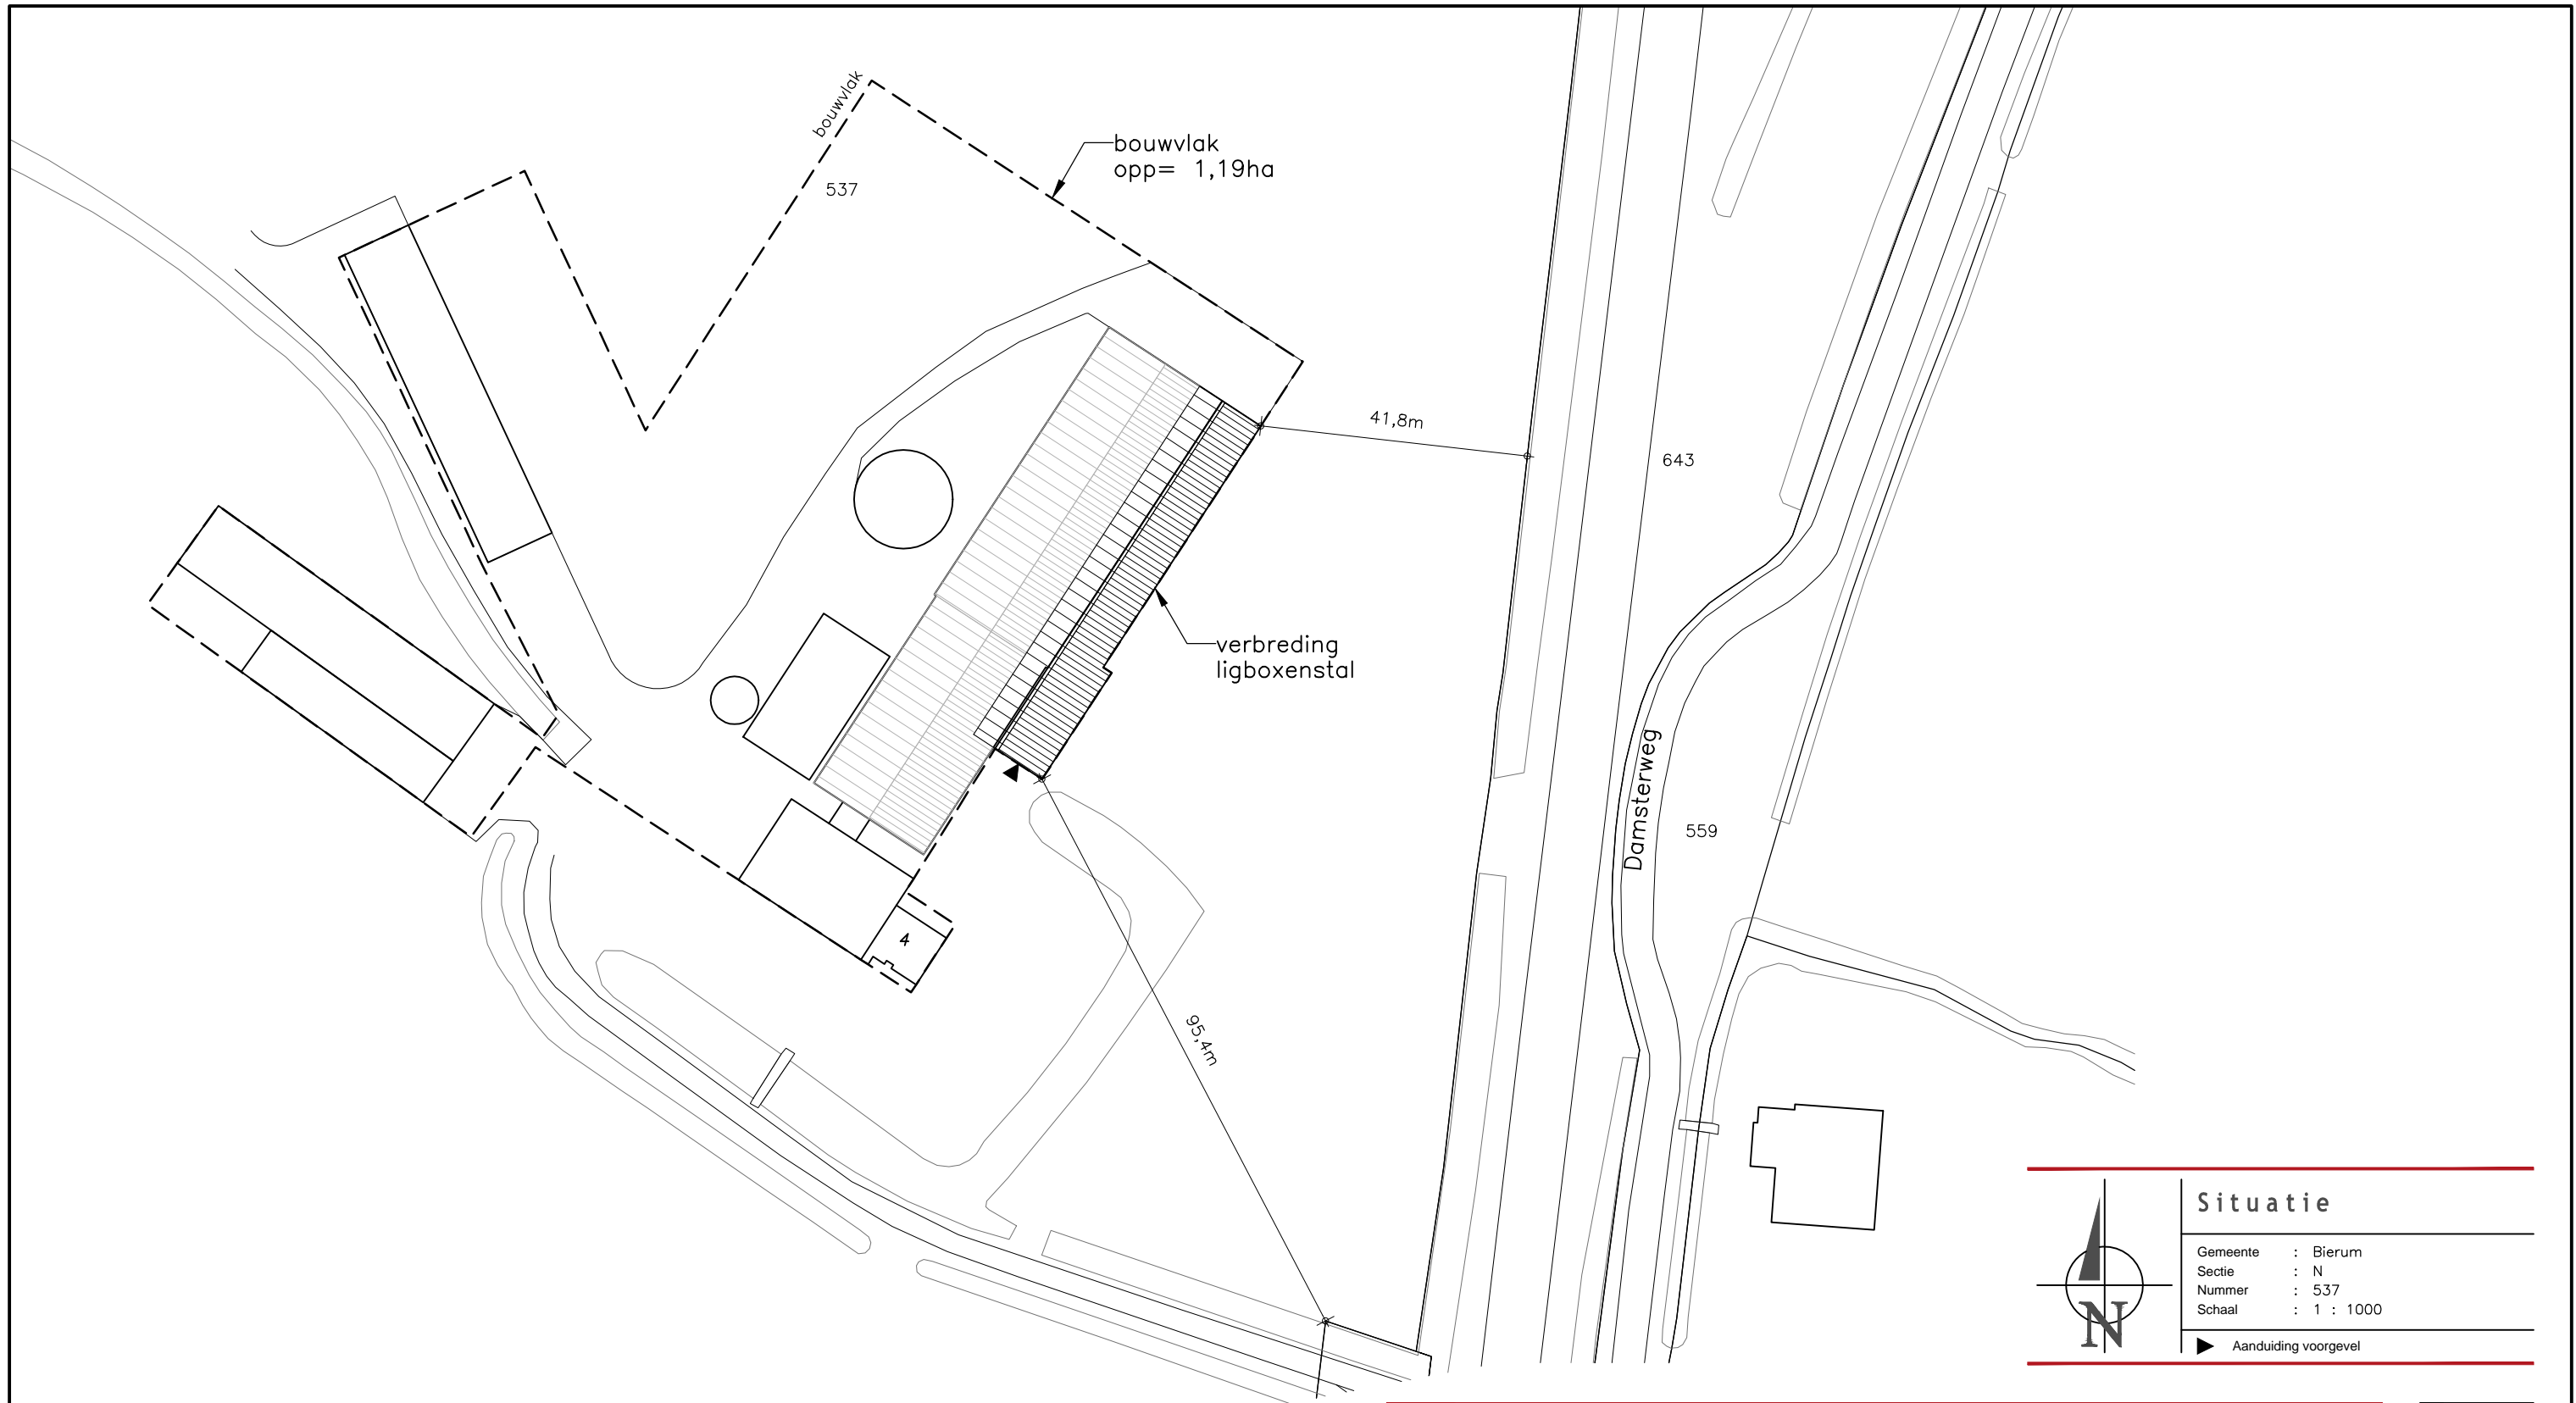 bouwvlak
bouwvlak
opp= 1,19ha
537
41,8m
643
verbreding
ligboxenstal
Damsterweg
559
4
95,4m
Situatie
Gemeente : Bierum
Sectie : N
Nummer : 537
Schaal : 1 : 1000
N
Aanduiding voorgevel